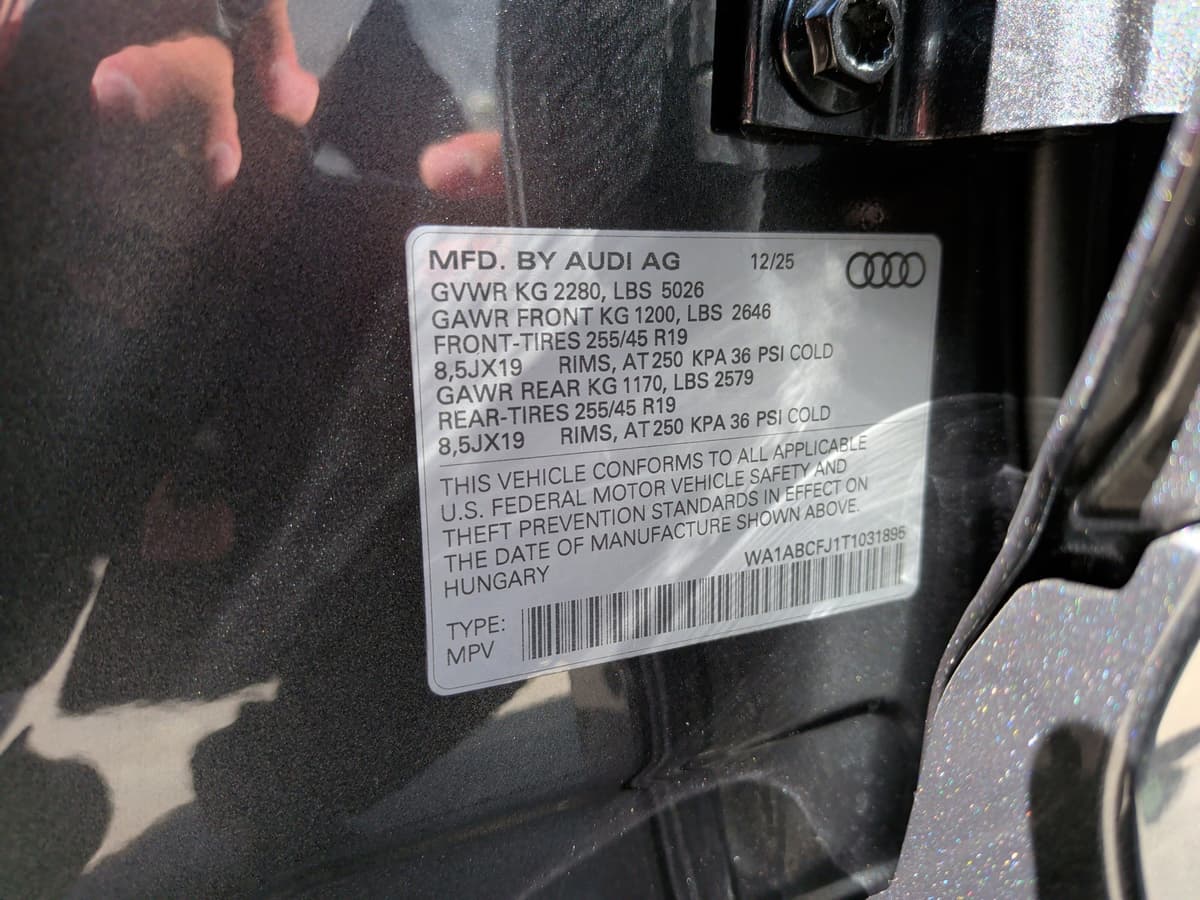 MFD. BY AUDI AG 12/25
GVWR KG 2280, LBS 5026
GAWR FRONT KG 1200, LBS 2646
FRONT-TIRES 255/45 R19
8,5JX19 RIMS, AT 250 KPA 36 PSI COLD
GAWR REAR KG 1170, LBS 2579
REAR-TIRES 255/45 R19
8,5JX19 RIMS, AT 250 KPA 36 PSI COLD
THIS VEHICLE CONFORMS TO ALL APPLICABLE
U.S. FEDERAL MOTOR VEHICLE SAFETY AND
THEFT PREVENTION STANDARDS IN EFFECT ON
THE DATE OF MANUFACTURE SHOWN ABOVE.
HUNGARY WA1ABCFJ1T1031895
TYPE:
MPV